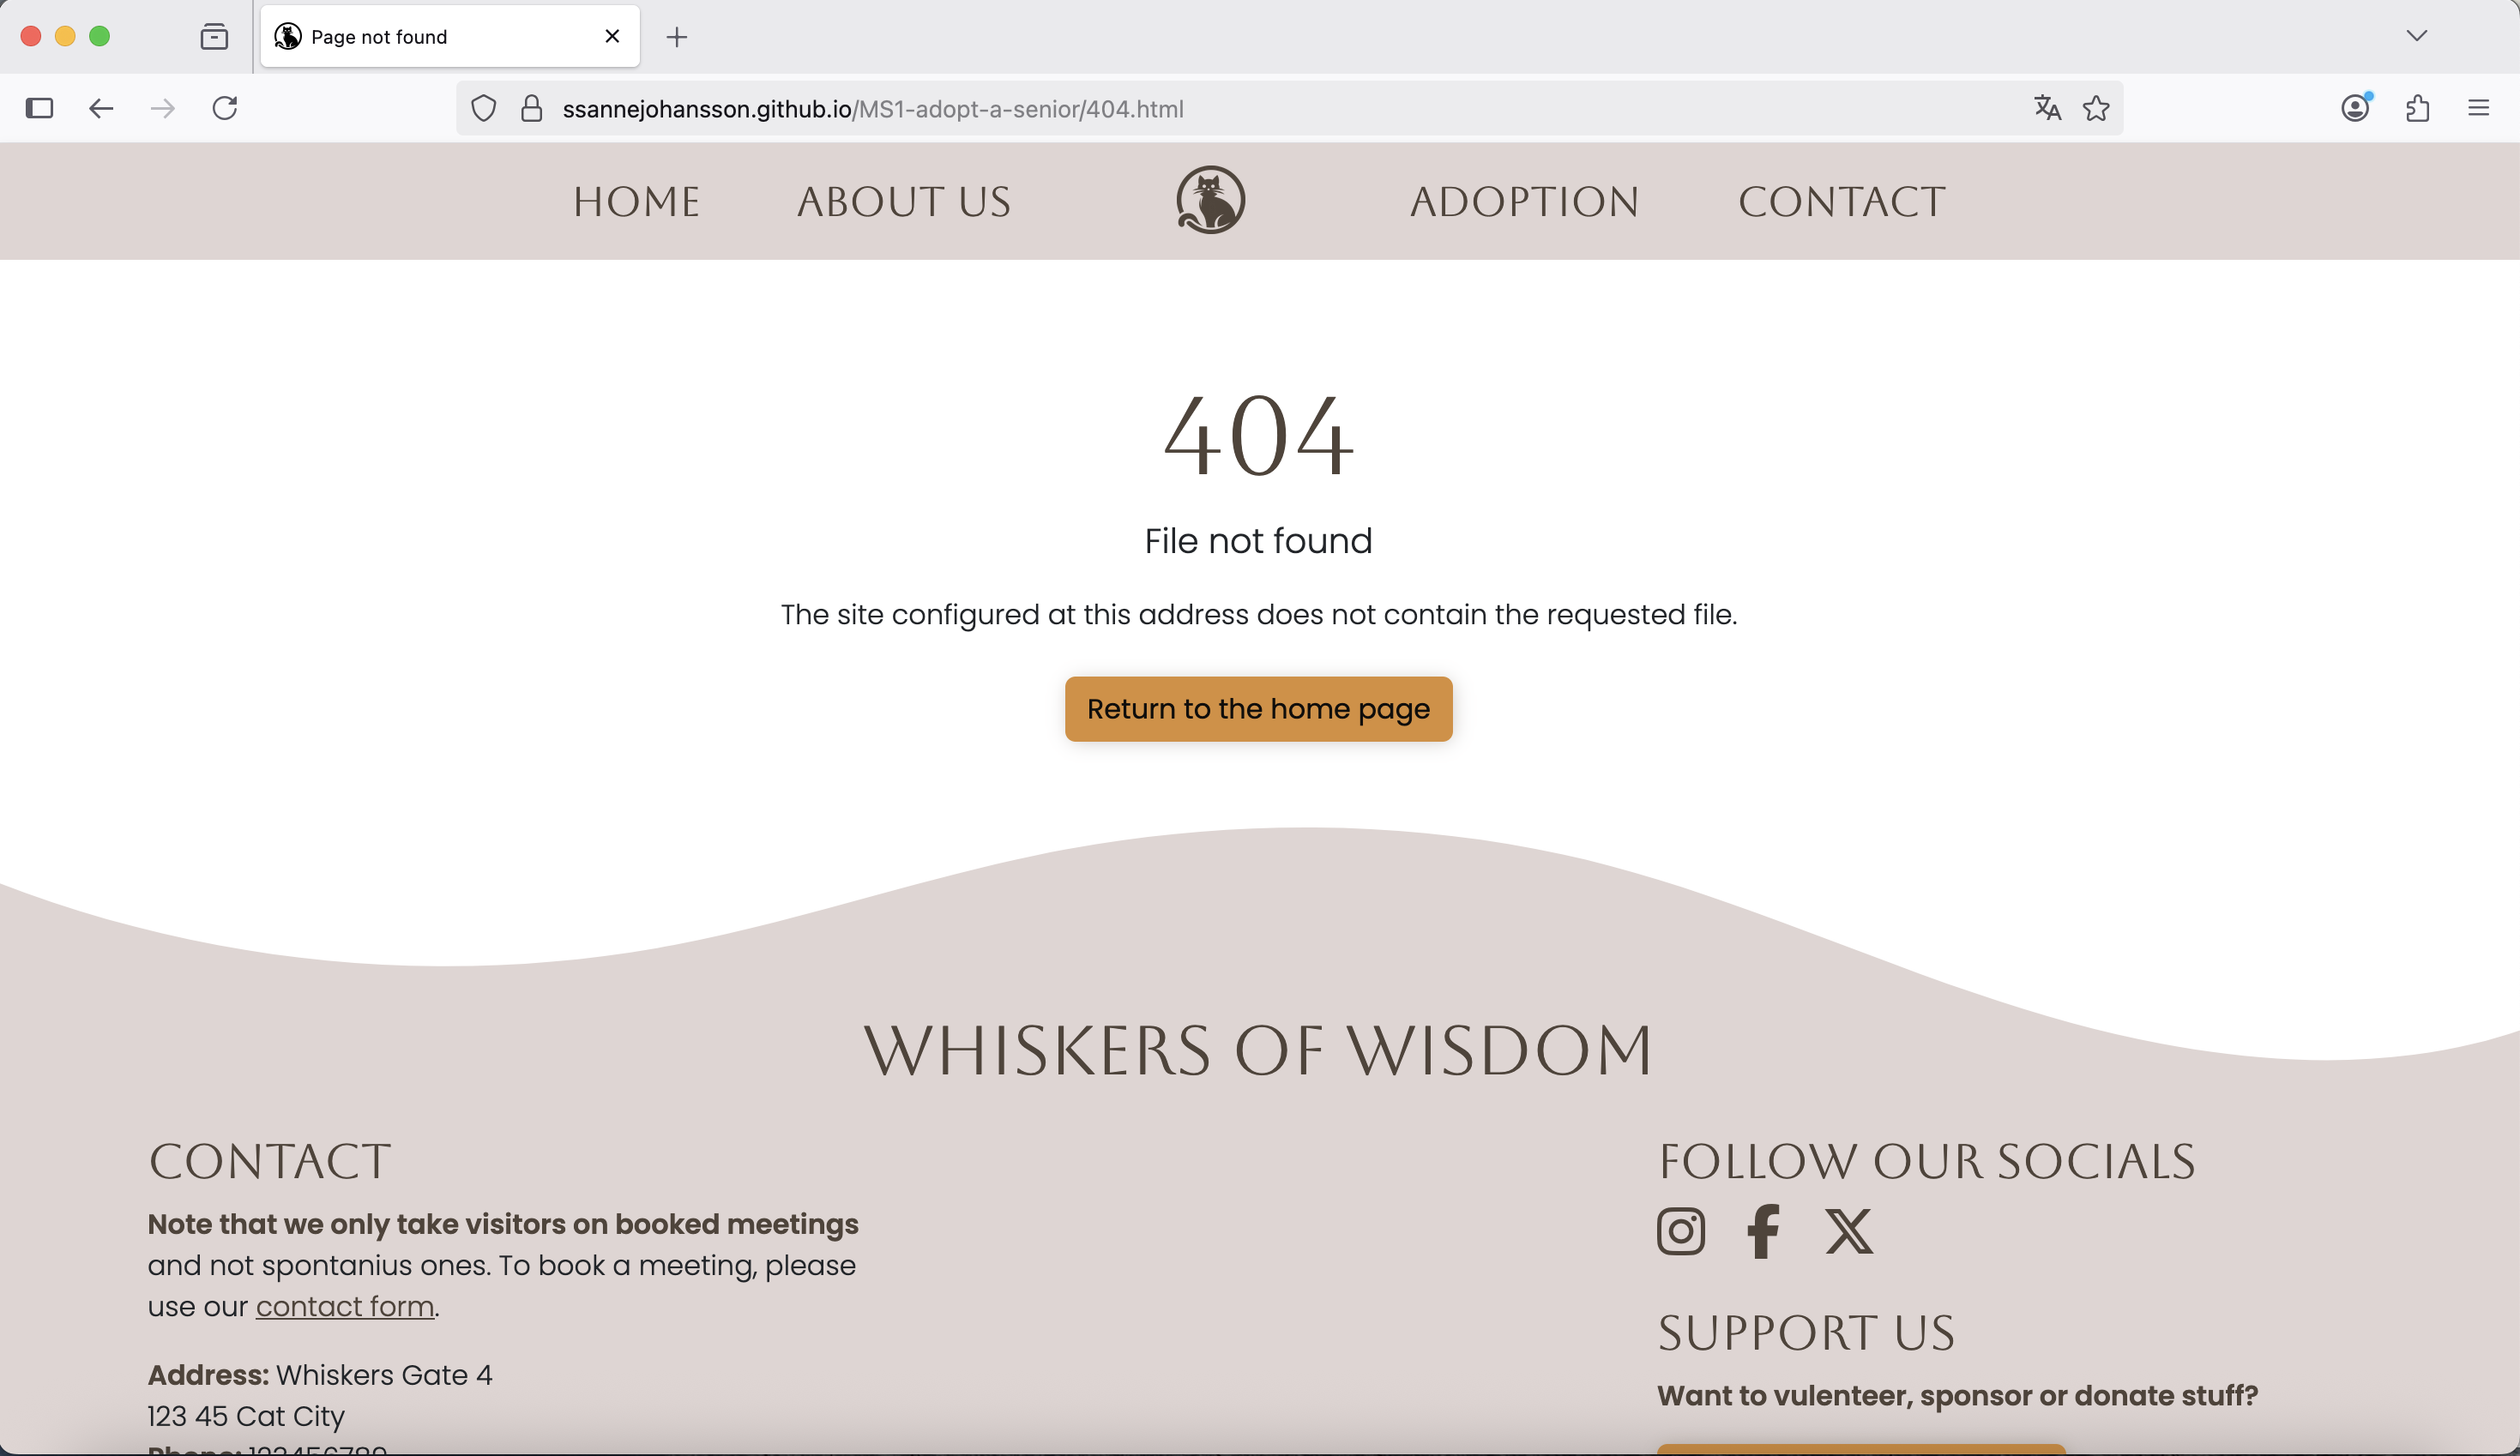 Page not found
ssannejohansson.github.io/MS1-adopt-a-senior/404.html
HOME
ABOUT US
ADOPTION
CONTACT
404
File not found
The site configured at this address does not contain the requested file.
Return to the home page
WHISKERS OF WISDOM
CONTACT
Note that we only take visitors on booked meetings
and not spontanius ones. To book a meeting, please
use our contact form.
Address: Whiskers Gate 4
123 45 Cat City
Phone: 123456789
FOLLOW OUR SOCIALS
SUPPORT US
Want to vulenteer, sponsor or donate stuff?